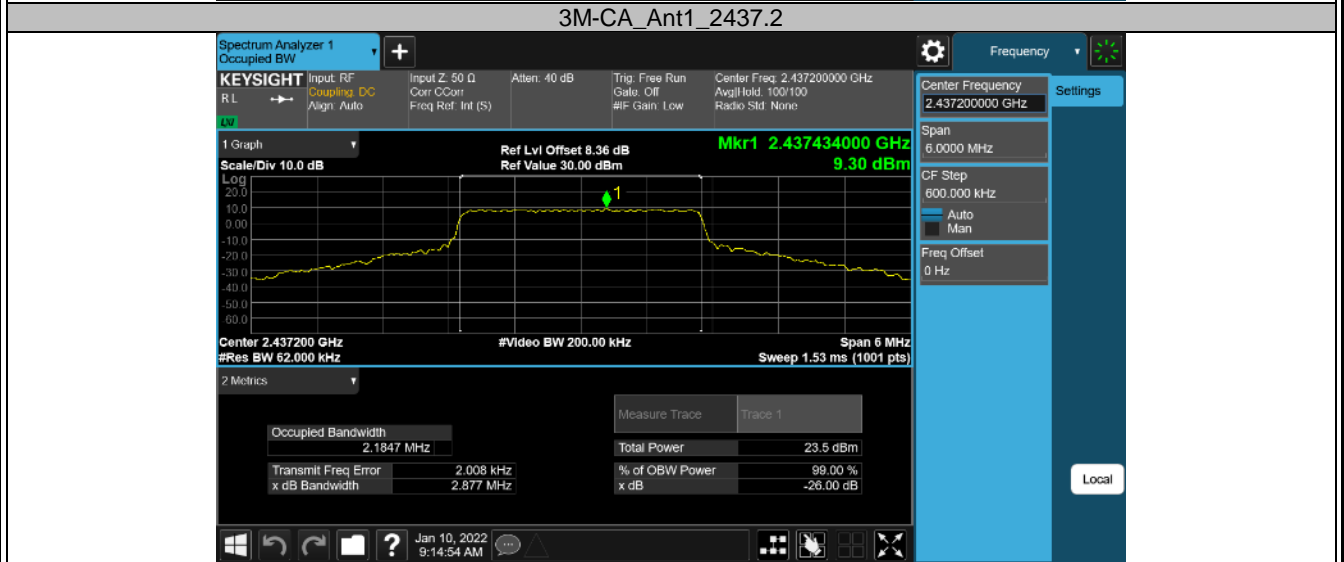 3M-CA_Ant1_2437.2
Spectrum Analyzer 1
Occupied BW
+
Frequency
KEYSIGHT Input: RF Input Z: 50 Ω Atten: 40 dB Trig: Free Run Center Freq: 2.437200000 GHz
R L Coupling: DC Corr CCorr Gate: Off Avg|Hold: 100/100
Align: Auto Freq Ref: Int (S) #IF Gain: Low Radio Std: None
LXI
Center Frequency
2.437200000 GHz
Settings
Span
6.0000 MHz
CF Step
600.000 kHz
Auto
Man
Freq Offset
0 Hz
Local
1 Graph
Scale/Div 10.0 dB
Ref Lvl Offset 8.36 dB
Ref Value 30.00 dBm
Mkr1 2.437434000 GHz
9.30 dBm
Log
20.0
10.0
0.00
-10.0
-20.0
-30.0
-40.0
-50.0
-60.0
1
Center 2.437200 GHz #Video BW 200.00 kHz Span 6 MHz
#Res BW 62.000 kHz Sweep 1.53 ms (1001 pts)
2 Metrics
Measure Trace Trace 1
Occupied Bandwidth
2.1847 MHz
Total Power 23.5 dBm
Transmit Freq Error 2.008 kHz % of OBW Power 99.00 %
x dB Bandwidth 2.877 MHz x dB -26.00 dB
?
Jan 10, 2022
9:14:54 AM